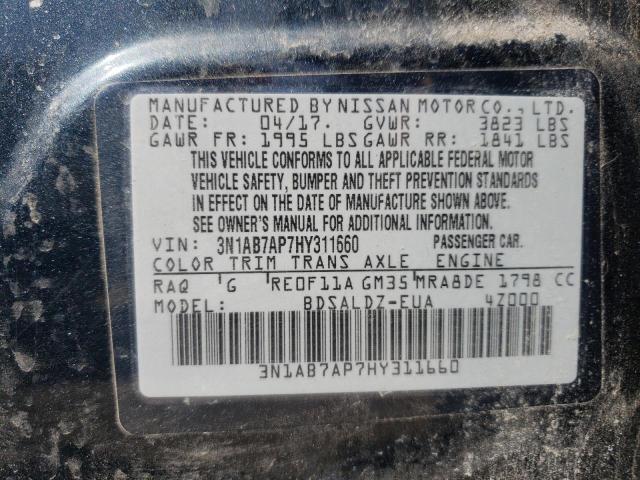 MANUFACTURED BY NISSAN MOTOR CO., LTD.
DATE: 04/17. GVWR: 3823 LBS
GAWR FR: 1995 LBS GAWR RR: 1841 LBS
THIS VEHICLE CONFORMS TO ALL APPLICABLE FEDERAL MOTOR
VEHICLE SAFETY, BUMPER AND THEFT PREVENTION STANDARDS
IN EFFECT ON THE DATE OF MANUFACTURE SHOWN ABOVE.
SEE OWNER'S MANUAL FOR ADDITIONAL INFORMATION.
VIN: 3N1AB7AP7HY311660 PASSENGER CAR.
COLOR TRIM TRANS AXLE ENGINE
RAQ G RE0F11A GM35 MRA8DE 1798 CC
MODEL: BDSALDZ-EUA 4Z000
3N1AB7AP7HY311660